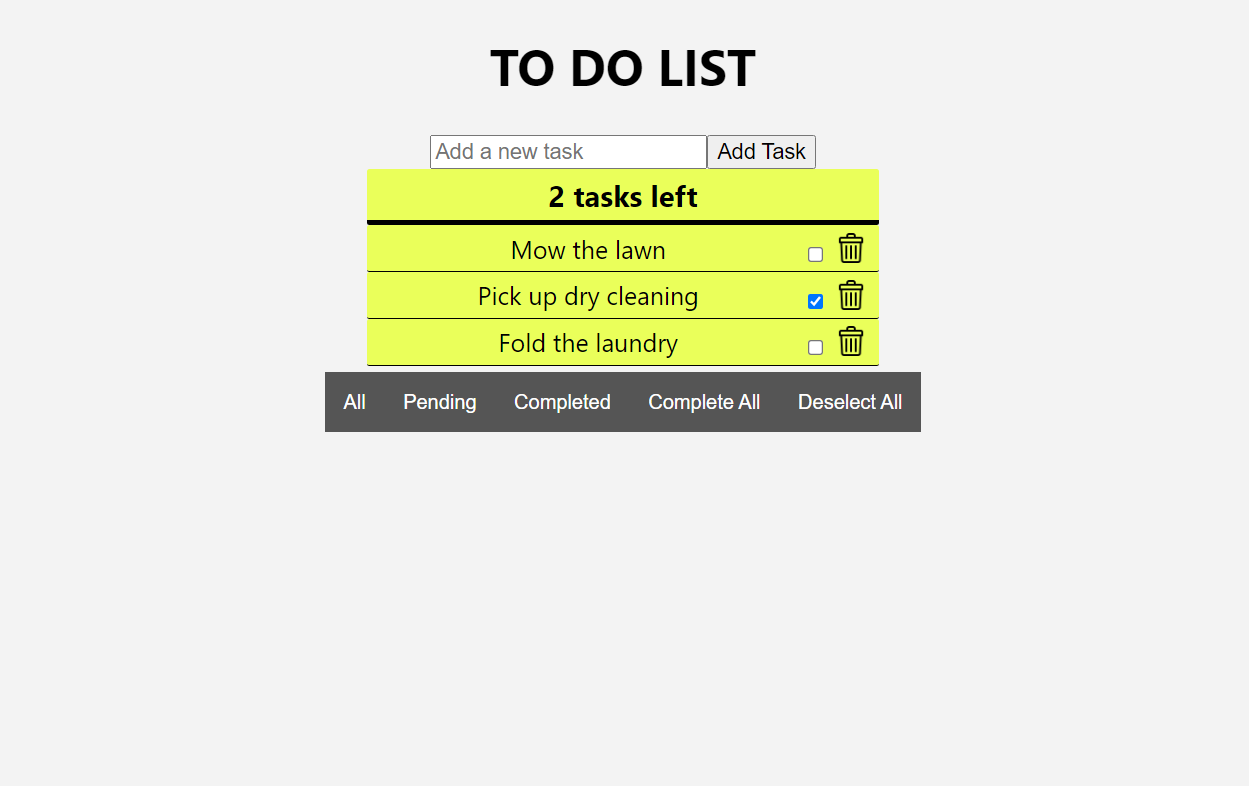 TO DO LIST
Add a new task Add Task
2 tasks left
Mow the lawn
Pick up dry cleaning
Fold the laundry
All Pending Completed Complete All Deselect All